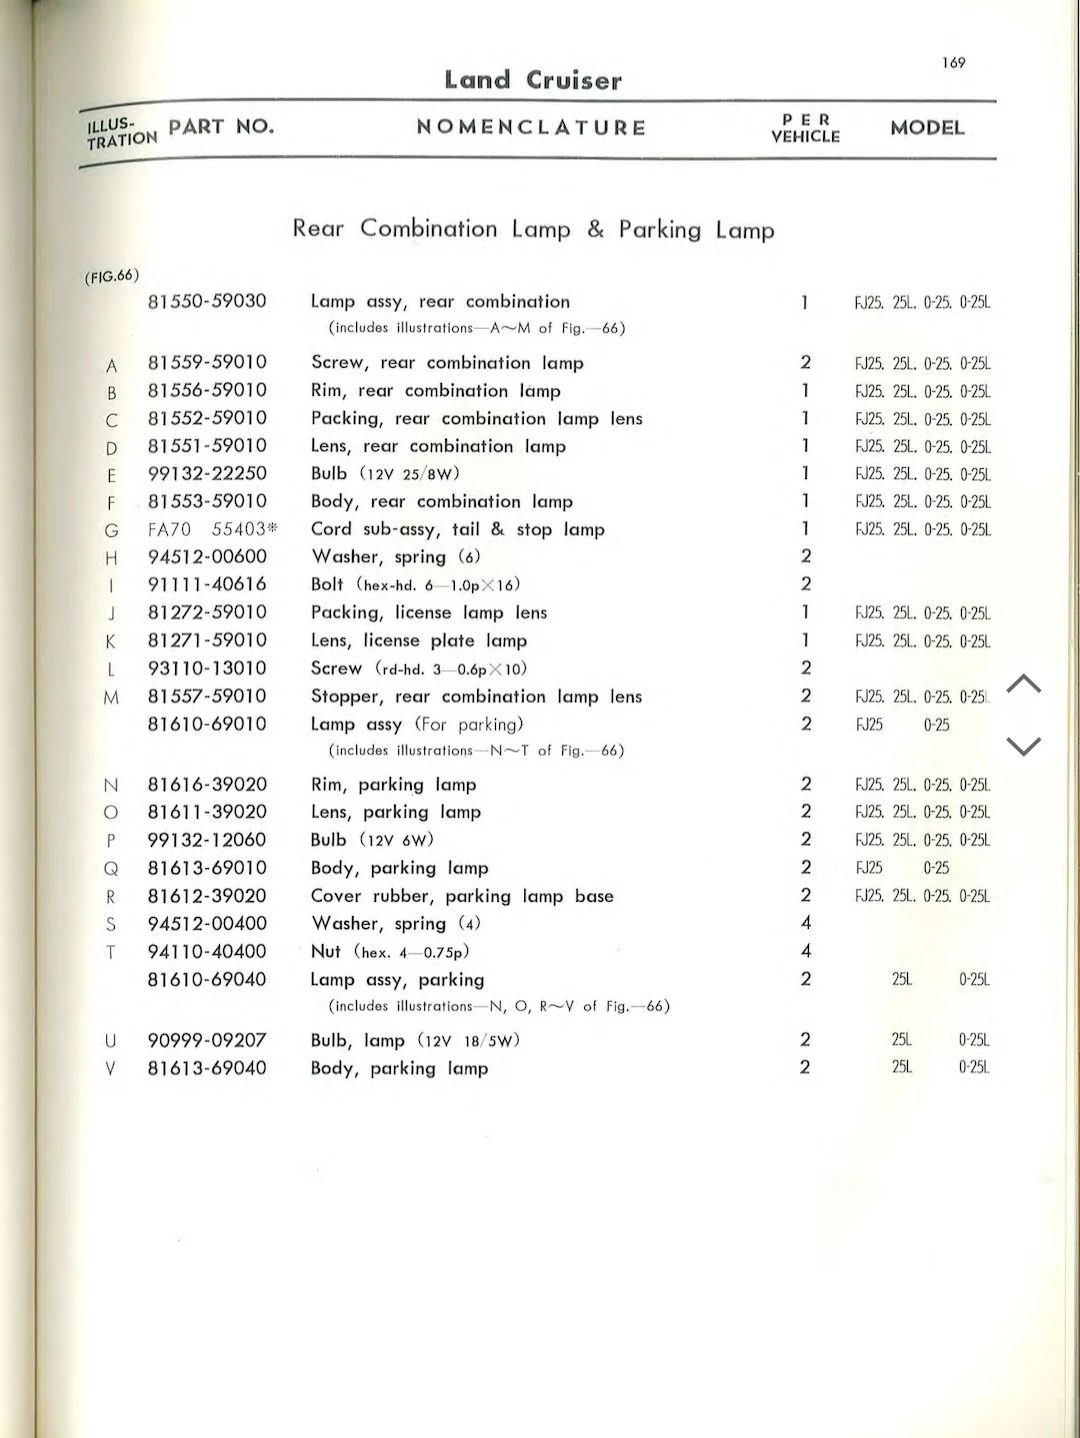 169
Land Cruiser
ILLUS-TRATION PART NO. NOMENCLATURE PER VEHICLE MODEL
Rear Combination Lamp & Parking Lamp
(FIG.66)
81550-59030 Lamp assy, rear combination 1 FJ25. 25L. 0-25. 0-25L
(includes illustrations—A~M of Fig.—66)
A 81559-59010 Screw, rear combination lamp 2 FJ25. 25L. 0-25. 0-25L
B 81556-59010 Rim, rear combination lamp 1 FJ25. 25L. 0-25. 0-25L
C 81552-59010 Packing, rear combination lamp lens 1 FJ25. 25L. 0-25. 0-25L
D 81551-59010 Lens, rear combination lamp 1 FJ25. 25L. 0-25. 0-25L
E 99132-22250 Bulb (12V 25/8W) 1 FJ25. 25L. 0-25. 0-25L
F 81553-59010 Body, rear combination lamp 1 FJ25. 25L. 0-25. 0-25L
G FA70 55403※ Cord sub-assy, tail & stop lamp 1 FJ25. 25L. 0-25. 0-25L
H 94512-00600 Washer, spring (6) 2
I 91111-40616 Bolt (hex-hd. 6—1.0p×16) 2
J 81272-59010 Packing, license lamp lens 1 FJ25. 25L. 0-25. 0-25L
K 81271-59010 Lens, license plate lamp 1 FJ25. 25L. 0-25. 0-25L
L 93110-13010 Screw (rd-hd. 3—0.6p×10) 2
M 81557-59010 Stopper, rear combination lamp lens 2 FJ25. 25L. 0-25. 0-25L
81610-69010 Lamp assy (For parking) 2 FJ25 0-25
(includes illustrations—N~T of Fig.—66)
N 81616-39020 Rim, parking lamp 2 FJ25. 25L. 0-25. 0-25L
O 81611-39020 Lens, parking lamp 2 FJ25. 25L. 0-25. 0-25L
P 99132-12060 Bulb (12V 6W) 2 FJ25. 25L. 0-25. 0-25L
Q 81613-69010 Body, parking lamp 2 FJ25 0-25
R 81612-39020 Cover rubber, parking lamp base 2 FJ25. 25L. 0-25. 0-25L
S 94512-00400 Washer, spring (4) 4
T 94110-40400 Nut (hex. 4—0.75p) 4
81610-69040 Lamp assy, parking 2 25L 0-25L
(includes illustrations—N, O, R~V of Fig.—66)
U 90999-09207 Bulb, lamp (12V 18/5W) 2 25L 0-25L
V 81613-69040 Body, parking lamp 2 25L 0-25L